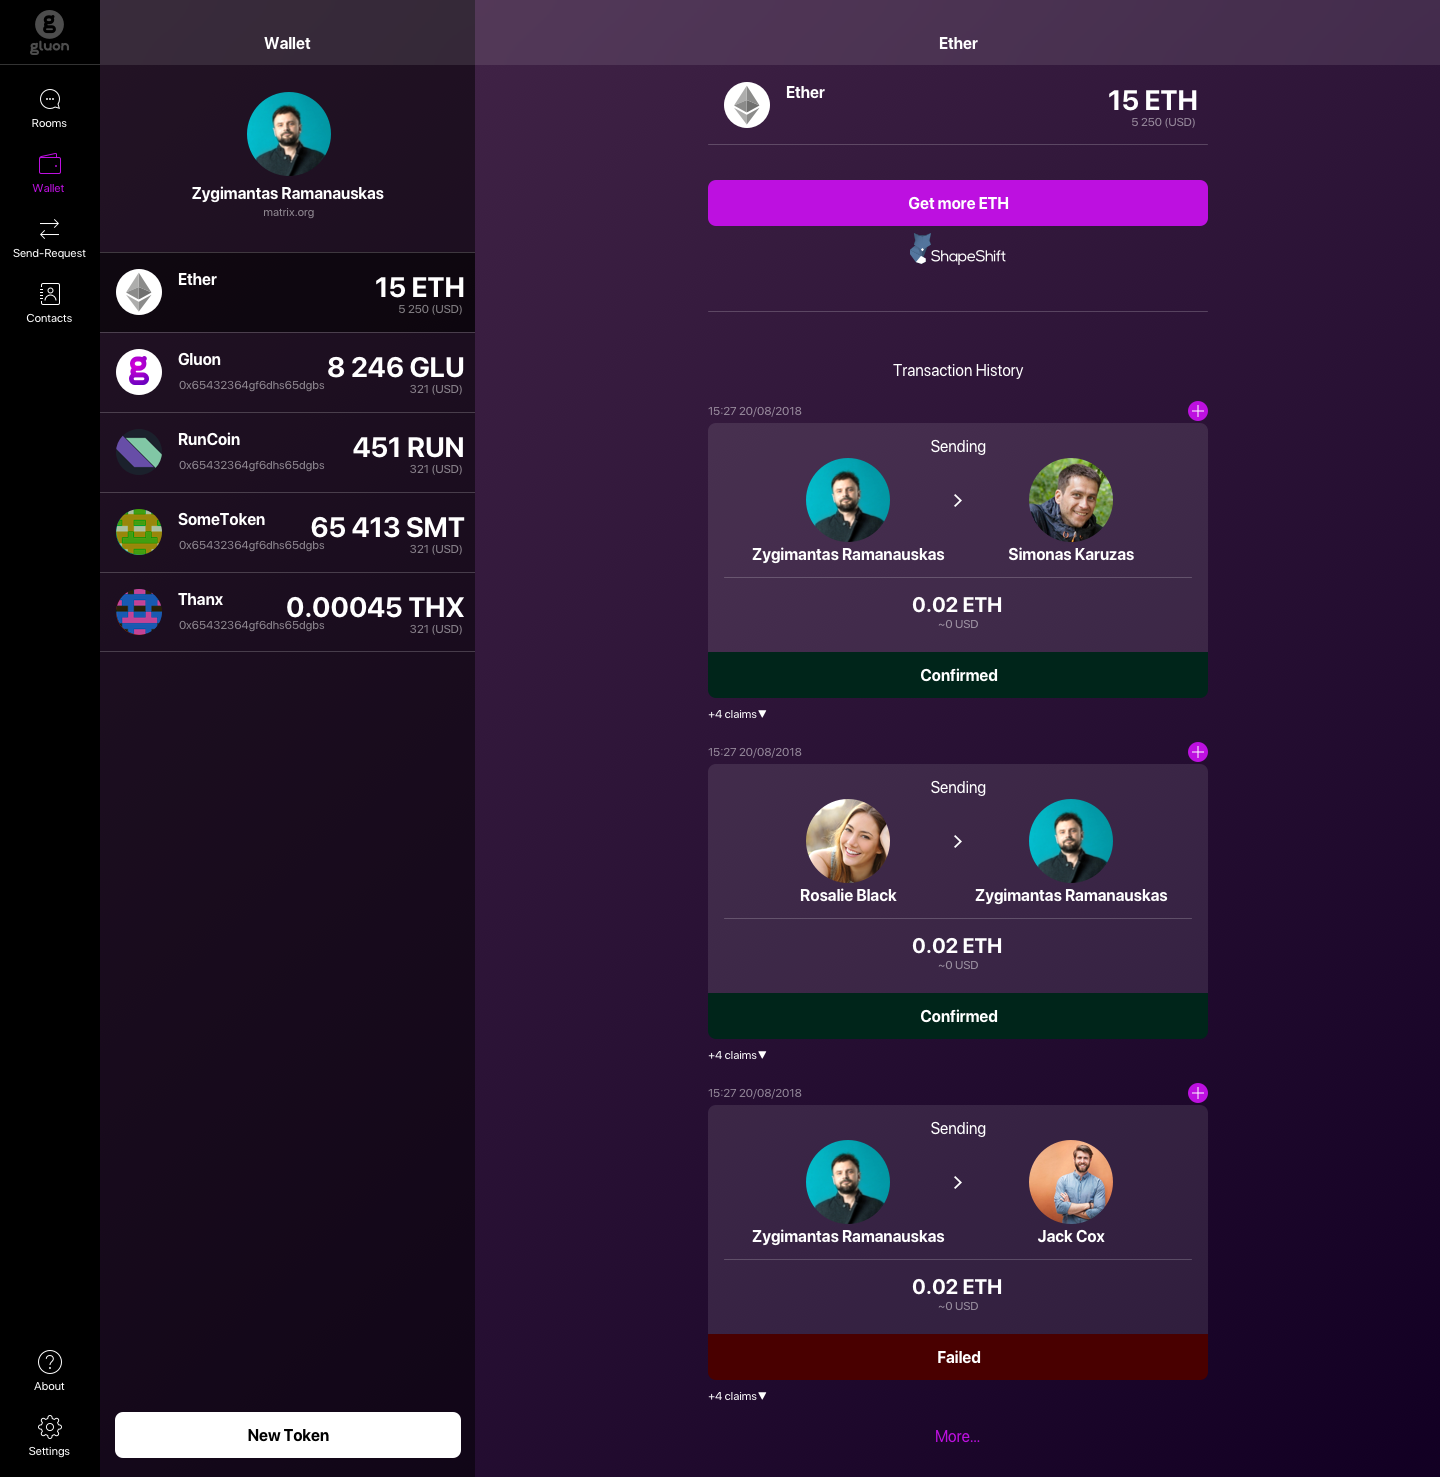 gluon
Rooms
Wallet
Send-Request
Contacts
About
Settings
Wallet
Zygimantas Ramanauskas
matrix.org
Ether
15 ETH
5 250 (USD)
Gluon
8 246 GLU
0x65432364gf6dhs65dgbs
321 (USD)
RunCoin
451 RUN
0x65432364gf6dhs65dgbs
321 (USD)
SomeToken
65 413 SMT
0x65432364gf6dhs65dgbs
321 (USD)
Thanx
0.00045 THX
0x65432364gf6dhs65dgbs
321 (USD)
New Token
Ether
Ether
15 ETH
5 250 (USD)
Get more ETH
ShapeShift
Transaction History
15:27 20/08/2018
Sending
Zygimantas Ramanauskas
Simonas Karuzas
0.02 ETH
~0 USD
Confirmed
+4 claims▼
15:27 20/08/2018
Sending
Rosalie Black
Zygimantas Ramanauskas
0.02 ETH
~0 USD
Confirmed
+4 claims▼
15:27 20/08/2018
Sending
Zygimantas Ramanauskas
Jack Cox
0.02 ETH
~0 USD
Failed
+4 claims▼
More...